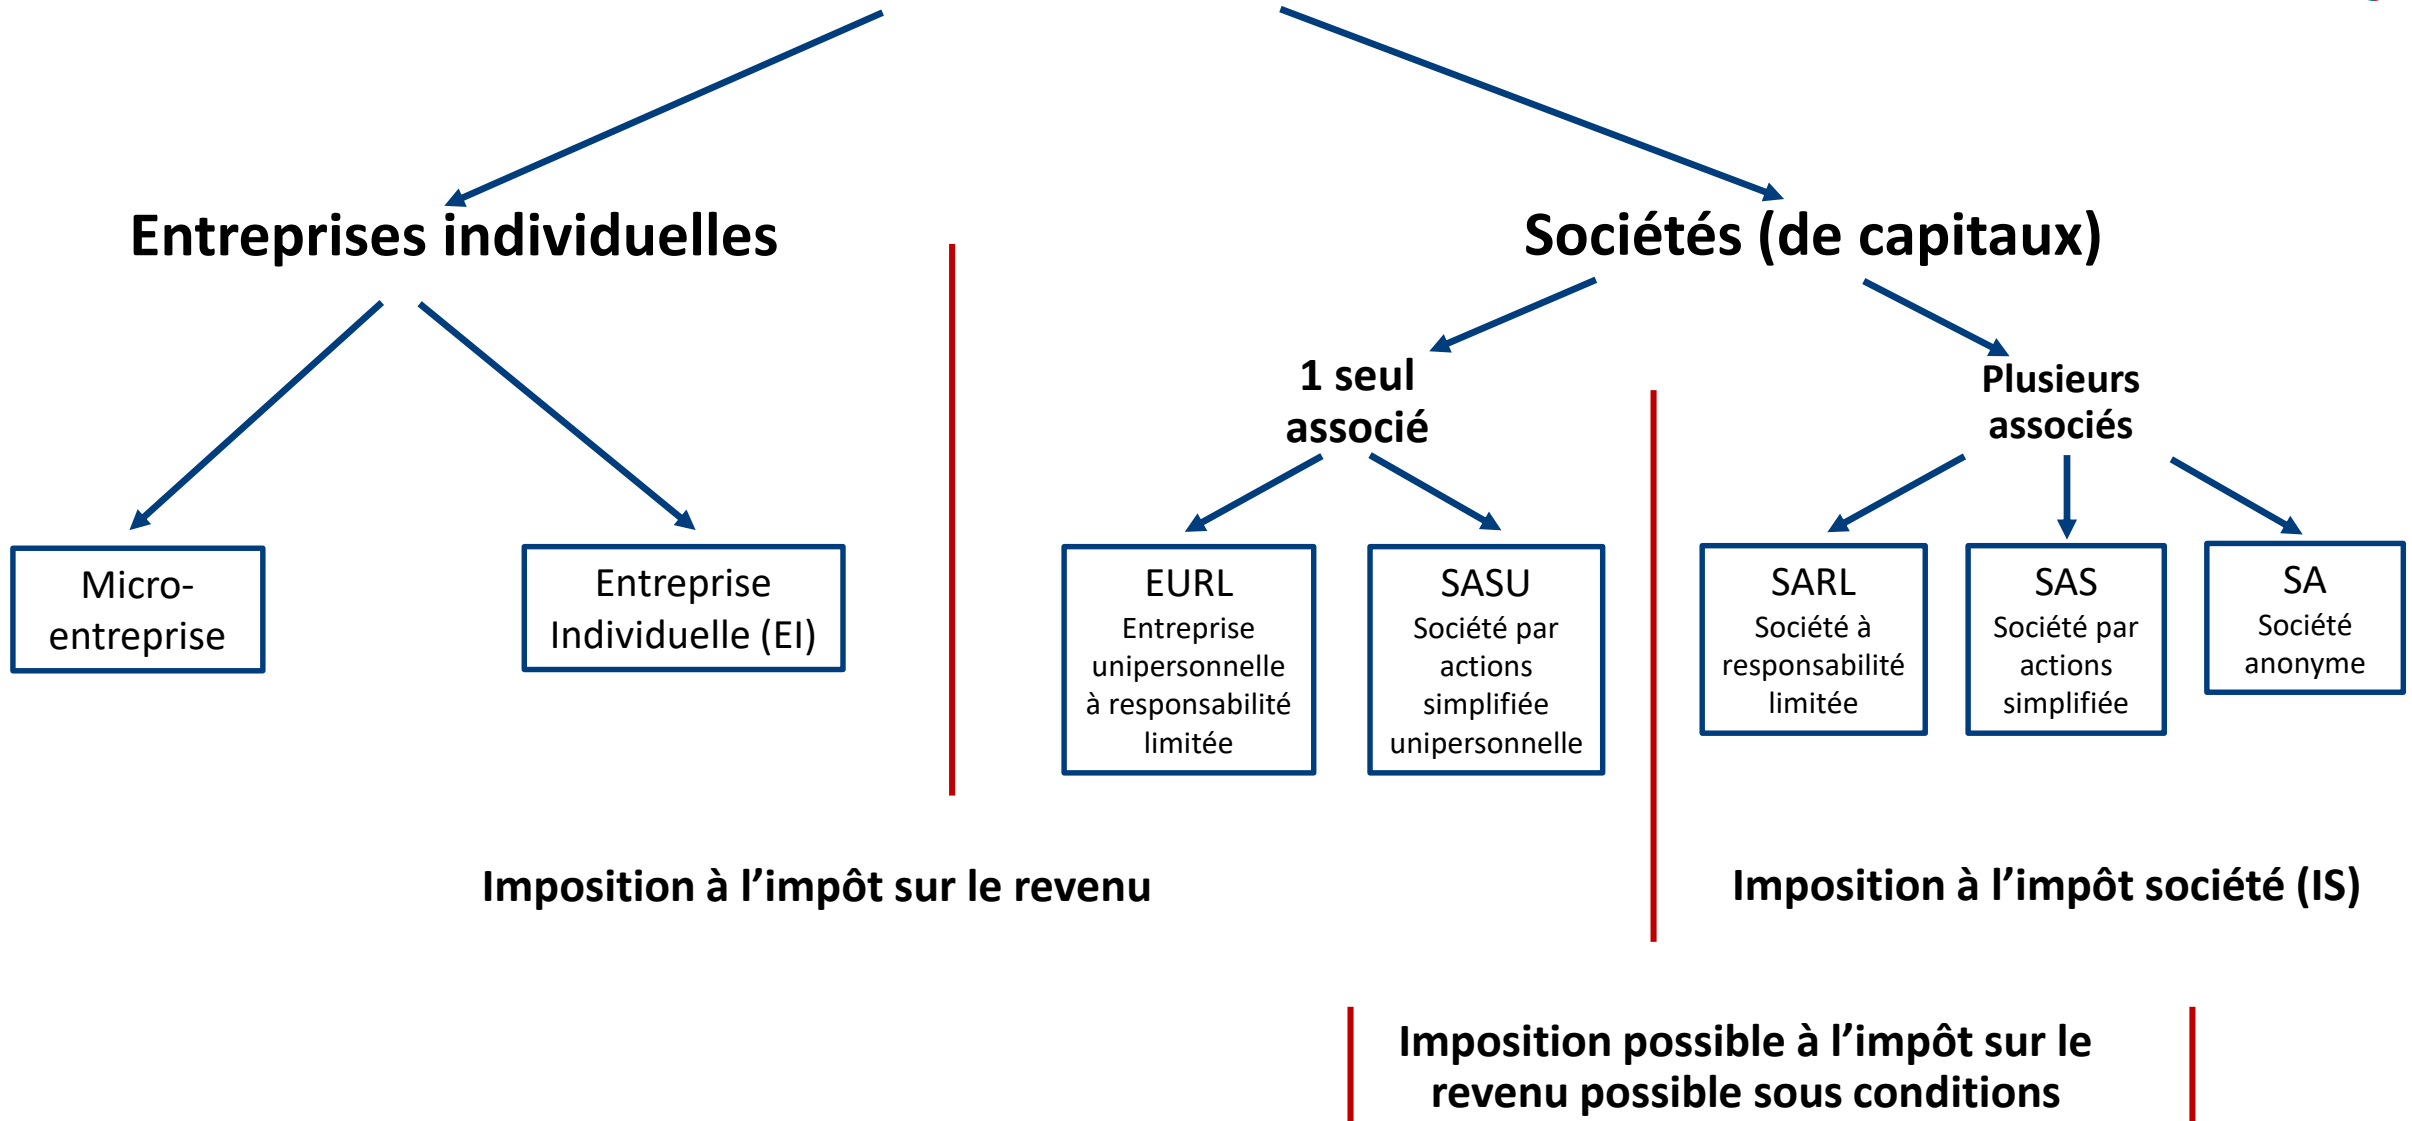 Entreprises individuelles
Sociétés (de capitaux)
1 seul
associé
Plusieurs
associés
Micro-
entreprise
Entreprise
Individuelle (EI)
EURL
Entreprise
unipersonnelle
à responsabilité
limitée
SASU
Société par
actions
simplifiée
unipersonnelle
SARL
Société à
responsabilité
limitée
SAS
Société par
actions
simplifiée
SA
Société
anonyme
Imposition à l’impôt sur le revenu
Imposition à l’impôt société (IS)
Imposition possible à l’impôt sur le
revenu possible sous conditions